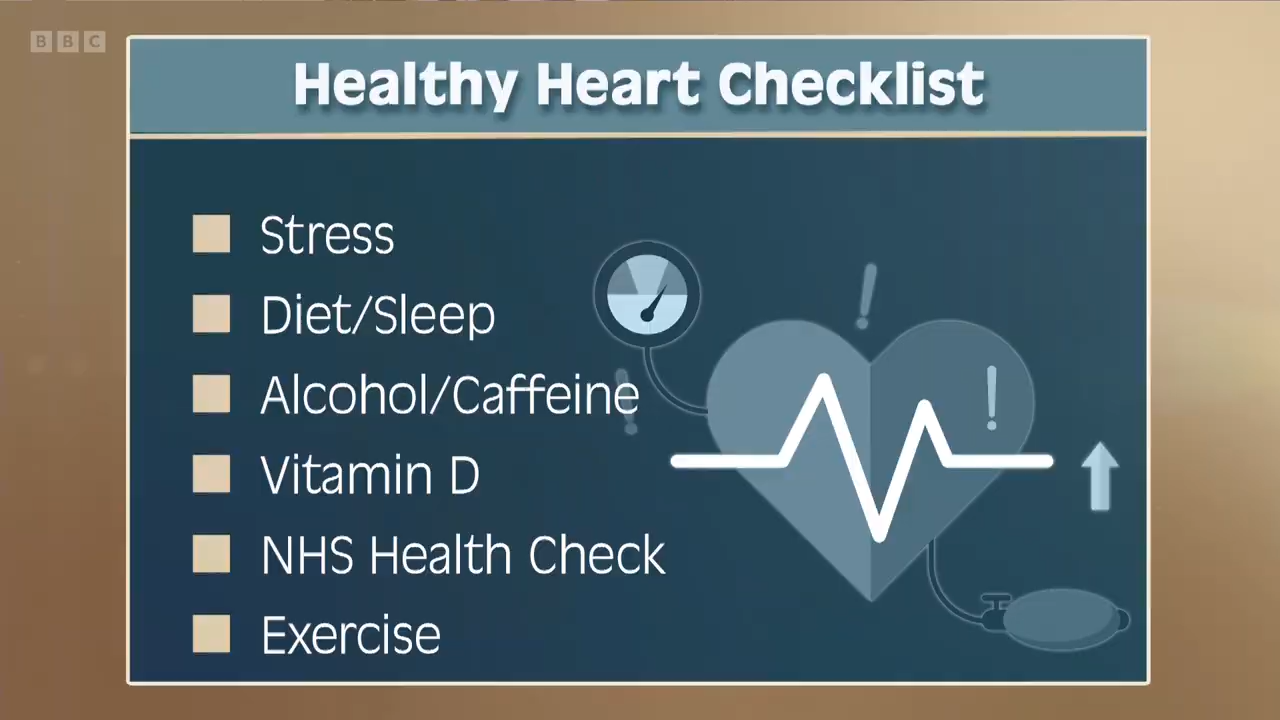 BBC
Healthy Heart Checklist
Stress
Diet/Sleep
Alcohol/Caffeine
Vitamin D
NHS Health Check
Exercise